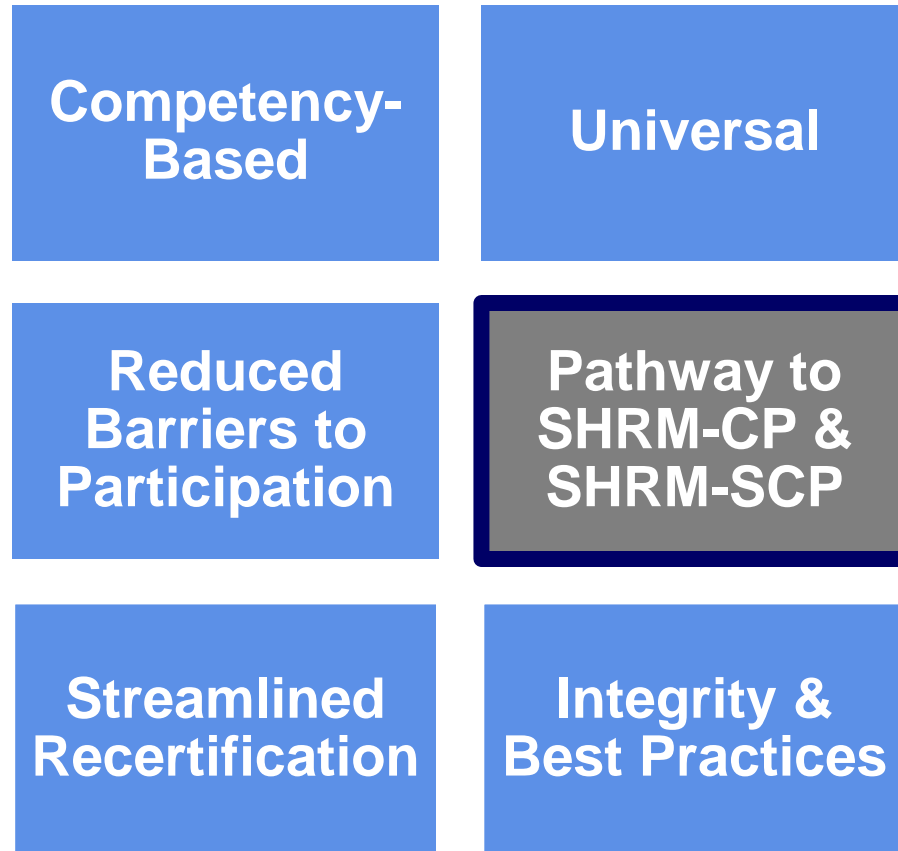 Competency-
Based
Universal
Reduced
Barriers to
Participation
Pathway to
SHRM-CP &
SHRM-SCP
Streamlined
Recertification
Integrity &
Best Practices